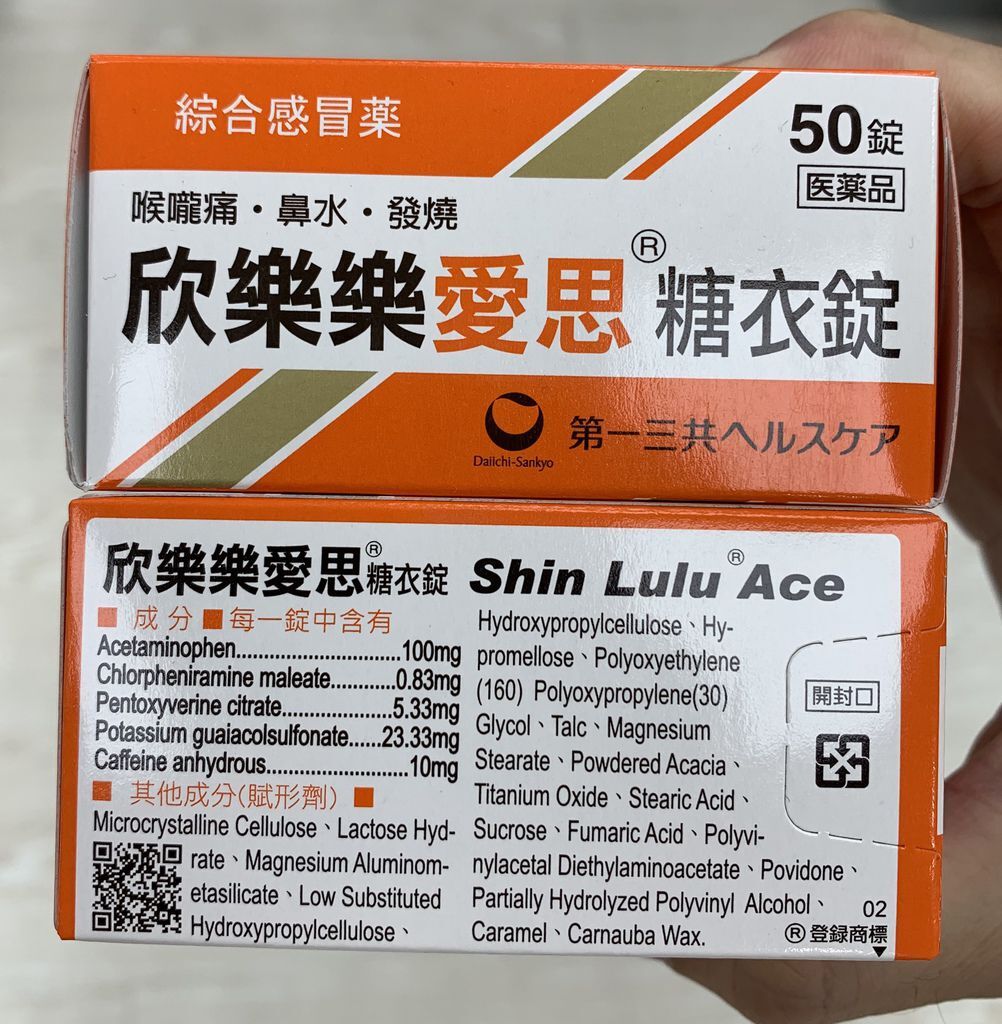 綜合感冒薬
50錠
医薬品
喉嚨痛・鼻水・發燒
欣樂樂愛思®糖衣錠
Daiichi-Sankyo
第一三共ヘルスケア
欣樂樂愛思®糖衣錠 Shin Lulu® Ace
■ 成分 ■ 每一錠中含有
Acetaminophen............................100mg
Chlorpheniramine maleate...........0.83mg
Pentoxyverine citrate...................5.33mg
Potassium guaiacolsulfonate......23.33mg
Caffeine anhydrous........................10mg
■ 其他成分(賦形劑) ■
Microcrystalline Cellulose、Lactose Hyd-
rate、Magnesium Aluminom-
etasilicate、Low Substituted
Hydroxypropylcellulose、
Hydroxypropylcellulose、Hy-
promellose、Polyoxyethylene
(160) Polyoxypropylene(30)
Glycol、Talc、Magnesium
Stearate、Powdered Acacia、
Titanium Oxide、Stearic Acid、
Sucrose、Fumaric Acid、Polyvi-
nylacetal Diethylaminoacetate、Povidone、
Partially Hydrolyzed Polyvinyl Alcohol、
Caramel、Carnauba Wax.
開封口
02
®登録商標